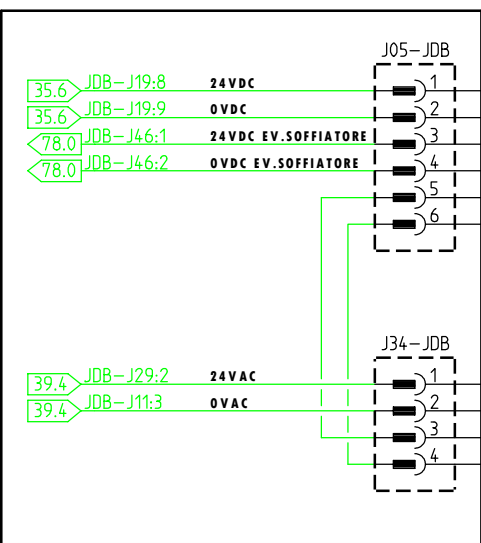 J05-JDB
35.6 JDB-J19:8 24VDC 1
35.6 JDB-J19:9 0VDC 2
78.0 JDB-J46:1 24VDC EV.SOFFIATORE 3
78.0 JDB-J46:2 0VDC EV.SOFFIATORE 4
5
6
J34-JDB
39.4 JDB-J29:2 24VAC 1
39.4 JDB-J11:3 0VAC 2
3
4